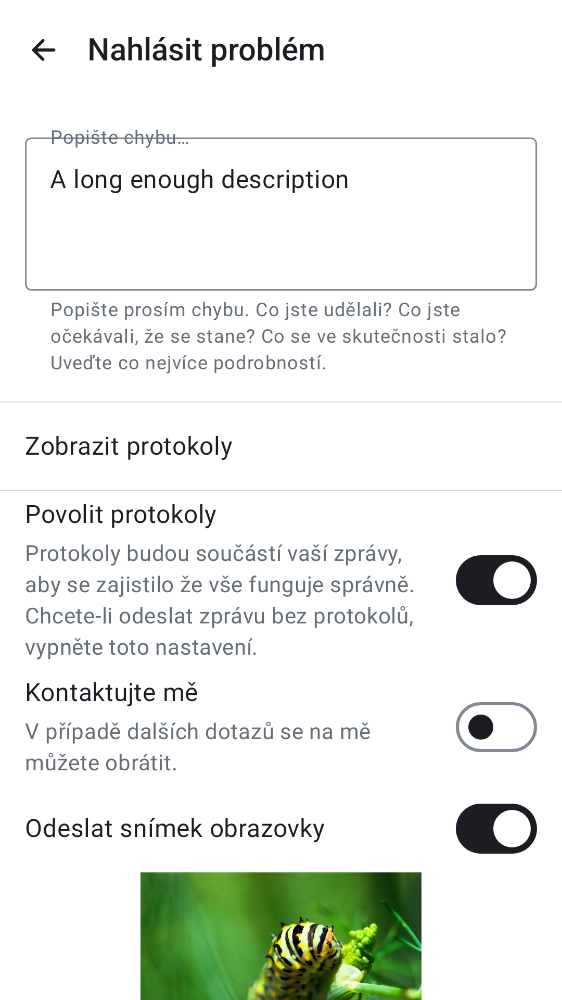 Nahlásit problém
Popište chybu…
A long enough description
Popište prosím chybu. Co jste udělali? Co jste
očekávali, že se stane? Co se ve skutečnosti stalo?
Uveďte co nejvíce podrobností.
Zobrazit protokoly
Povolit protokoly
Protokoly budou součástí vaší zprávy,
aby se zajistilo že vše funguje správně.
Chcete-li odeslat zprávu bez protokolů,
vypněte toto nastavení.
Kontaktujte mě
V případě dalších dotazů se na mě
můžete obrátit.
Odeslat snímek obrazovky